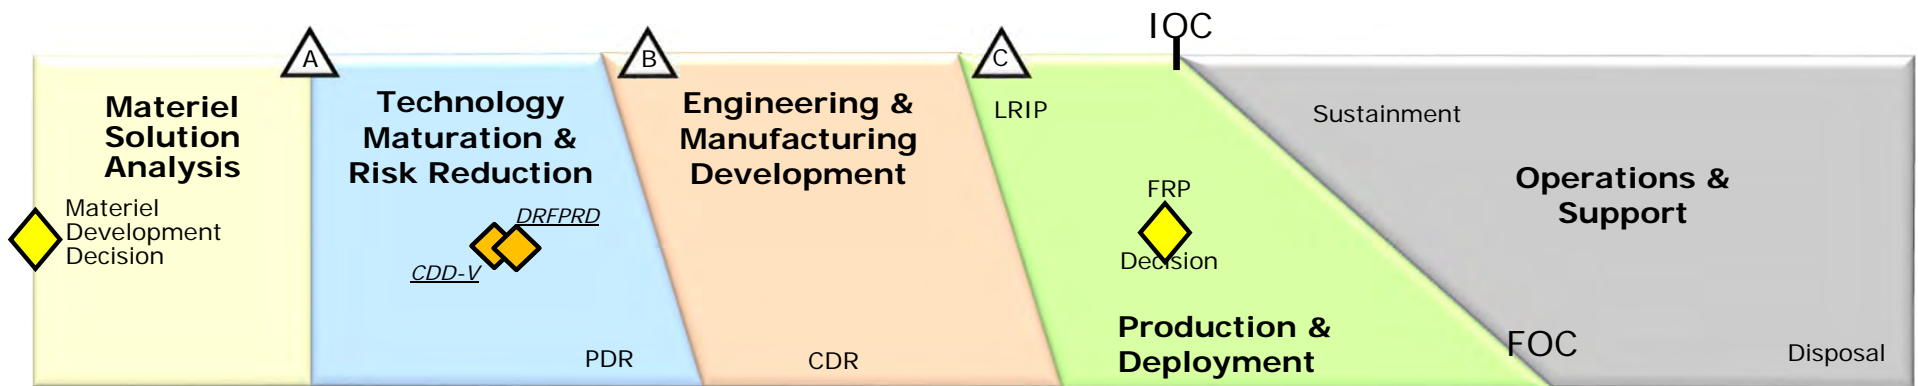 IOC
A
B
C
Materiel
Solution
Analysis
Materiel
Development
Decision
Technology
Maturation &
Risk Reduction
DRFPRD
CDD-V
PDR
Engineering &
Manufacturing
Development
CDR
LRIP
FRP
Decision
Production &
Deployment
Sustainment
Operations &
Support
FOC
Disposal